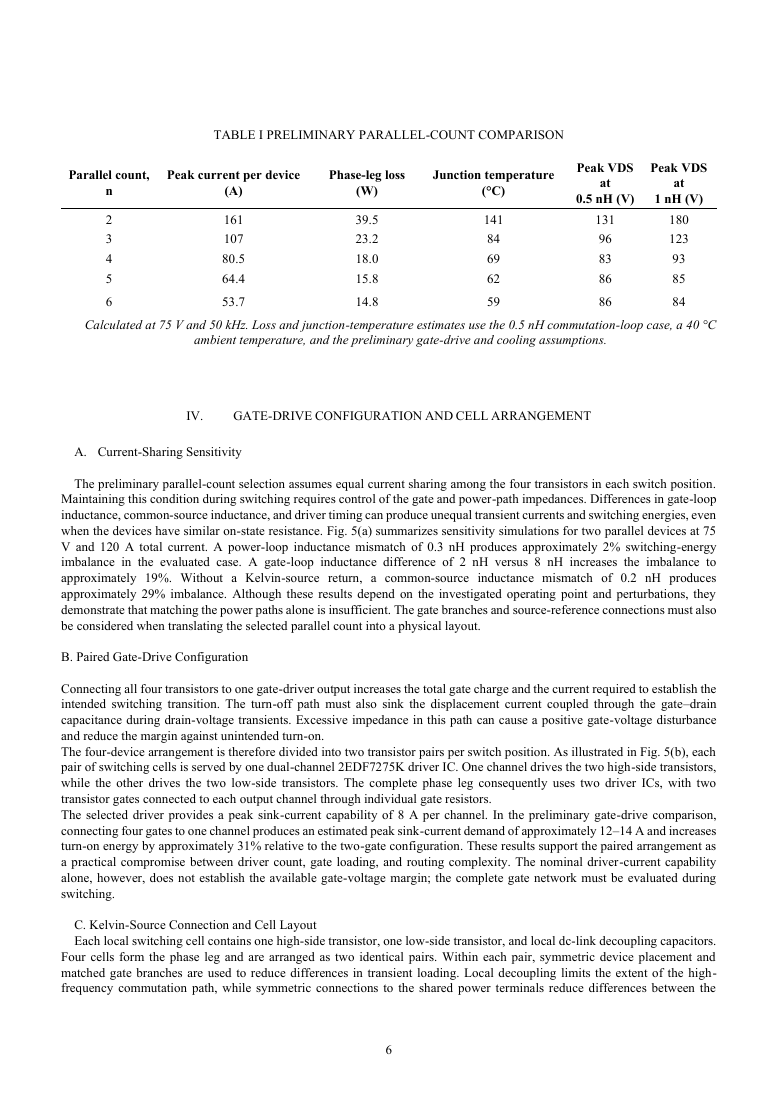 TABLE I PRELIMINARY PARALLEL-COUNT COMPARISON
Parallel count, n | Peak current per device (A) | Phase-leg loss (W) | Junction temperature (°C) | Peak VDS at 0.5 nH (V) | Peak VDS at 1 nH (V)
2 161 39.5 141 131 180
3 107 23.2 84 96 123
4 80.5 18.0 69 83 93
5 64.4 15.8 62 86 85
6 53.7 14.8 59 86 84
Calculated at 75 V and 50 kHz. Loss and junction-temperature estimates use the 0.5 nH commutation-loop case, a 40 °C
ambient temperature, and the preliminary gate-drive and cooling assumptions.
IV. GATE-DRIVE CONFIGURATION AND CELL ARRANGEMENT
A. Current-Sharing Sensitivity
The preliminary parallel-count selection assumes equal current sharing among the four transistors in each switch position.
Maintaining this condition during switching requires control of the gate and power-path impedances. Differences in gate-loop
inductance, common-source inductance, and driver timing can produce unequal transient currents and switching energies, even
when the devices have similar on-state resistance. Fig. 5(a) summarizes sensitivity simulations for two parallel devices at 75
V and 120 A total current. A power-loop inductance mismatch of 0.3 nH produces approximately 2% switching-energy
imbalance in the evaluated case. A gate-loop inductance difference of 2 nH versus 8 nH increases the imbalance to
approximately 19%. Without a Kelvin-source return, a common-source inductance mismatch of 0.2 nH produces
approximately 29% imbalance. Although these results depend on the investigated operating point and perturbations, they
demonstrate that matching the power paths alone is insufficient. The gate branches and source-reference connections must also
be considered when translating the selected parallel count into a physical layout.
B. Paired Gate-Drive Configuration
Connecting all four transistors to one gate-driver output increases the total gate charge and the current required to establish the
intended switching transition. The turn-off path must also sink the displacement current coupled through the gate–drain
capacitance during drain-voltage transients. Excessive impedance in this path can cause a positive gate-voltage disturbance
and reduce the margin against unintended turn-on.
The four-device arrangement is therefore divided into two transistor pairs per switch position. As illustrated in Fig. 5(b), each
pair of switching cells is served by one dual-channel 2EDF7275K driver IC. One channel drives the two high-side transistors,
while the other drives the two low-side transistors. The complete phase leg consequently uses two driver ICs, with two
transistor gates connected to each output channel through individual gate resistors.
The selected driver provides a peak sink-current capability of 8 A per channel. In the preliminary gate-drive comparison,
connecting four gates to one channel produces an estimated peak sink-current demand of approximately 12–14 A and increases
turn-on energy by approximately 31% relative to the two-gate configuration. These results support the paired arrangement as
a practical compromise between driver count, gate loading, and routing complexity. The nominal driver-current capability
alone, however, does not establish the available gate-voltage margin; the complete gate network must be evaluated during
switching.
C. Kelvin-Source Connection and Cell Layout
Each local switching cell contains one high-side transistor, one low-side transistor, and local dc-link decoupling capacitors.
Four cells form the phase leg and are arranged as two identical pairs. Within each pair, symmetric device placement and
matched gate branches are used to reduce differences in transient loading. Local decoupling limits the extent of the high-
frequency commutation path, while symmetric connections to the shared power terminals reduce differences between the
6